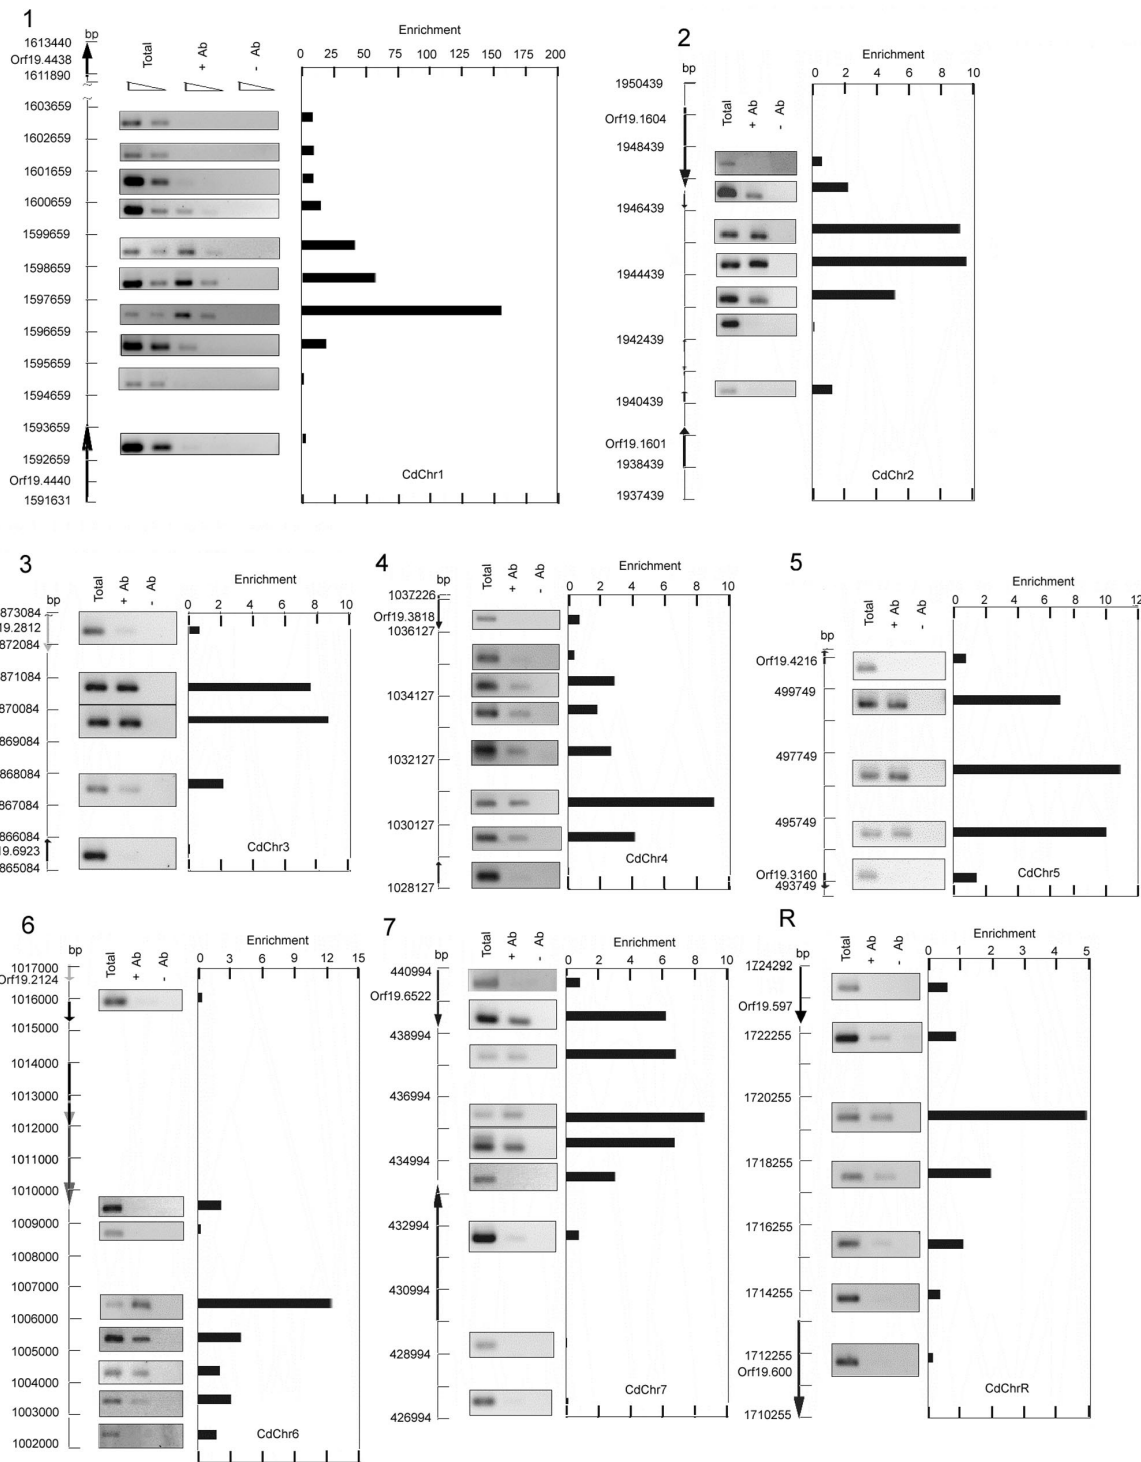 1
bp
1613440
Orf19.4438
1611890
1603659
1602659
1601659
1600659
1599659
1598659
1597659
1596659
1595659
1594659
1593659
1592659
Orf19.4440
1591631
Total
+ Ab
- Ab
Enrichment
0 25 50 75 100 125 150 175 200
CdChr1
2
bp
1950439
Orf19.1604
1948439
1946439
1944439
1942439
1940439
Orf19.1601
1938439
1937439
Total
+ Ab
- Ab
Enrichment
0 2 4 6 8 10
CdChr2
3
bp
873084
19.2812
872084
871084
870084
869084
868084
867084
866084
19.6923
865084
Total
+ Ab
- Ab
Enrichment
0 2 4 6 8 10
CdChr3
4
bp
1037226
Orf19.3818
1036127
1034127
1032127
1030127
1028127
Total
+ Ab
- Ab
Enrichment
0 2 4 6 8 10
CdChr4
5
bp
Orf19.4216
499749
497749
495749
Orf19.3160
493749
Total
+ Ab
- Ab
Enrichment
0 2 4 6 8 10 12
CdChr5
6
bp
1017000
Orf19.2124
1016000
1015000
1014000
1013000
1012000
1011000
1010000
1009000
1008000
1007000
1006000
1005000
1004000
1003000
1002000
Total
+ Ab
- Ab
Enrichment
0 3 6 9 12 15
CdChr6
7
bp
440994
Orf19.6522
438994
436994
434994
432994
430994
428994
426994
Total
+ Ab
- Ab
Enrichment
0 2 4 6 8 10
CdChr7
R
bp
1724292
Orf19.597
1722255
1720255
1718255
1716255
1714255
1712255
Orf19.600
1710255
Total
+ Ab
- Ab
Enrichment
0 1 2 3 4 5
CdChrR